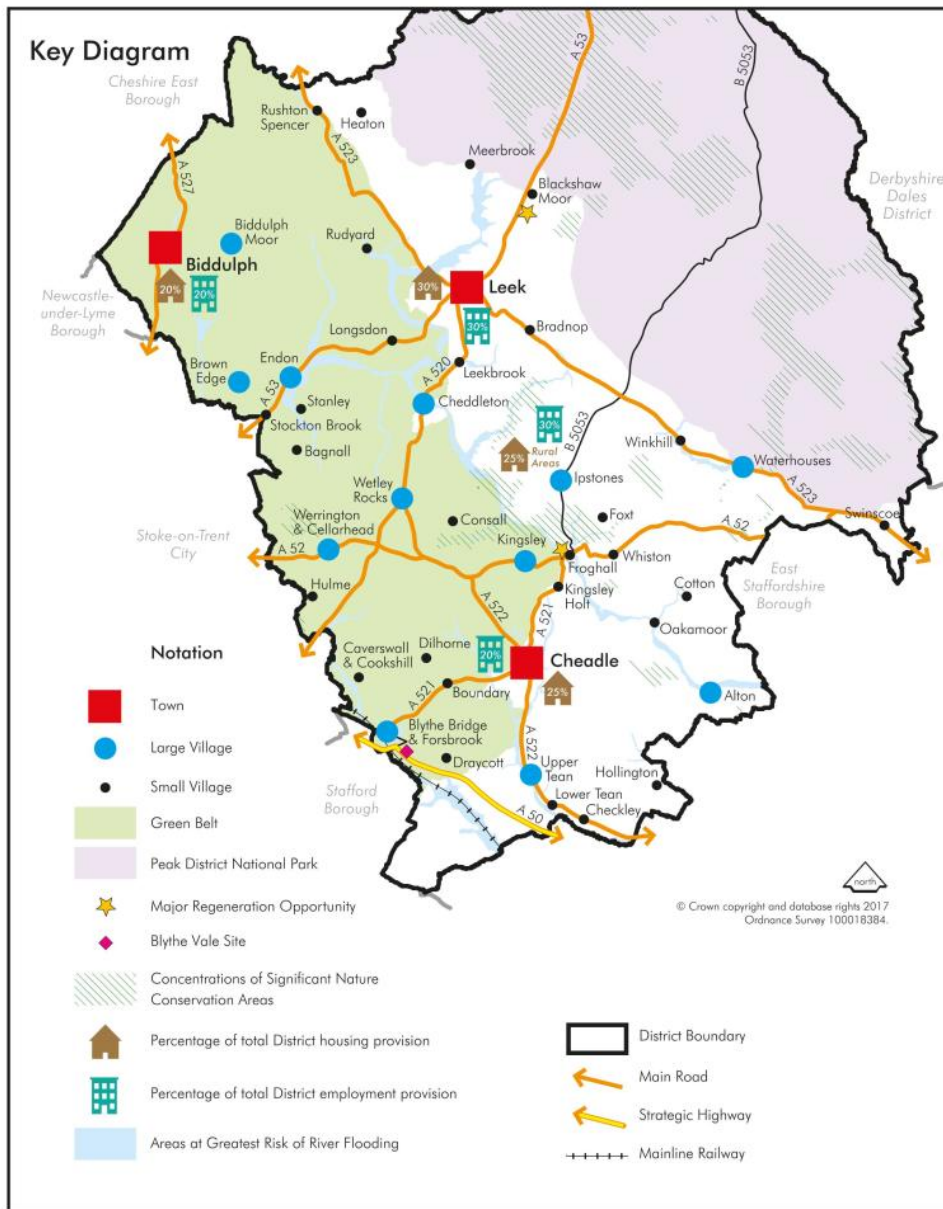 Key Diagram
Cheshire East
Borough
A 53
B 5053
Rushton
Spencer
Heaton
A 523
Meerbrook
A 527
Blackshaw
Moor
Derbyshire
Dales
District
Biddulph
Moor
Rudyard
Biddulph
20%
20%
30%
Leek
Newcastle-
under-Lyme
Borough
30%
Longsdon
Bradnop
Endon
A 520
Leekbrook
Brown
Edge
A 53
Stanley
Cheddleton
Stockton Brook
30%
B 5053
Bagnall
25%
Rural
Areas
Winkhill
Waterhouses
Wetley
Rocks
Ipstones
A 523
Werrington
& Cellarhead
Consall
Foxt
Swinscoe
Stoke-on-Trent
City
A 52
Kingsley
A 52
Froghall
Whiston
East
Staffordshire
Borough
Hulme
Kingsley
Holt
Cotton
A 522
A 521
Oakamoor
Notation
Caverswall
& Cookshill
Dilhorne
20%
Cheadle
Town
A 521
Boundary
25%
Alton
Large Village
Blythe Bridge
& Forsbrook
A 522
Small Village
Stafford
Borough
Draycott
Upper
Tean
Hollington
Lower Tean
Checkley
A 50
Green Belt
Peak District National Park
north
Major Regeneration Opportunity
© Crown copyright and database rights 2017
Ordnance Survey 100018384.
Blythe Vale Site
Concentrations of Significant Nature
Conservation Areas
Percentage of total District housing provision
Percentage of total District employment provision
Areas at Greatest Risk of River Flooding
District Boundary
Main Road
Strategic Highway
Mainline Railway